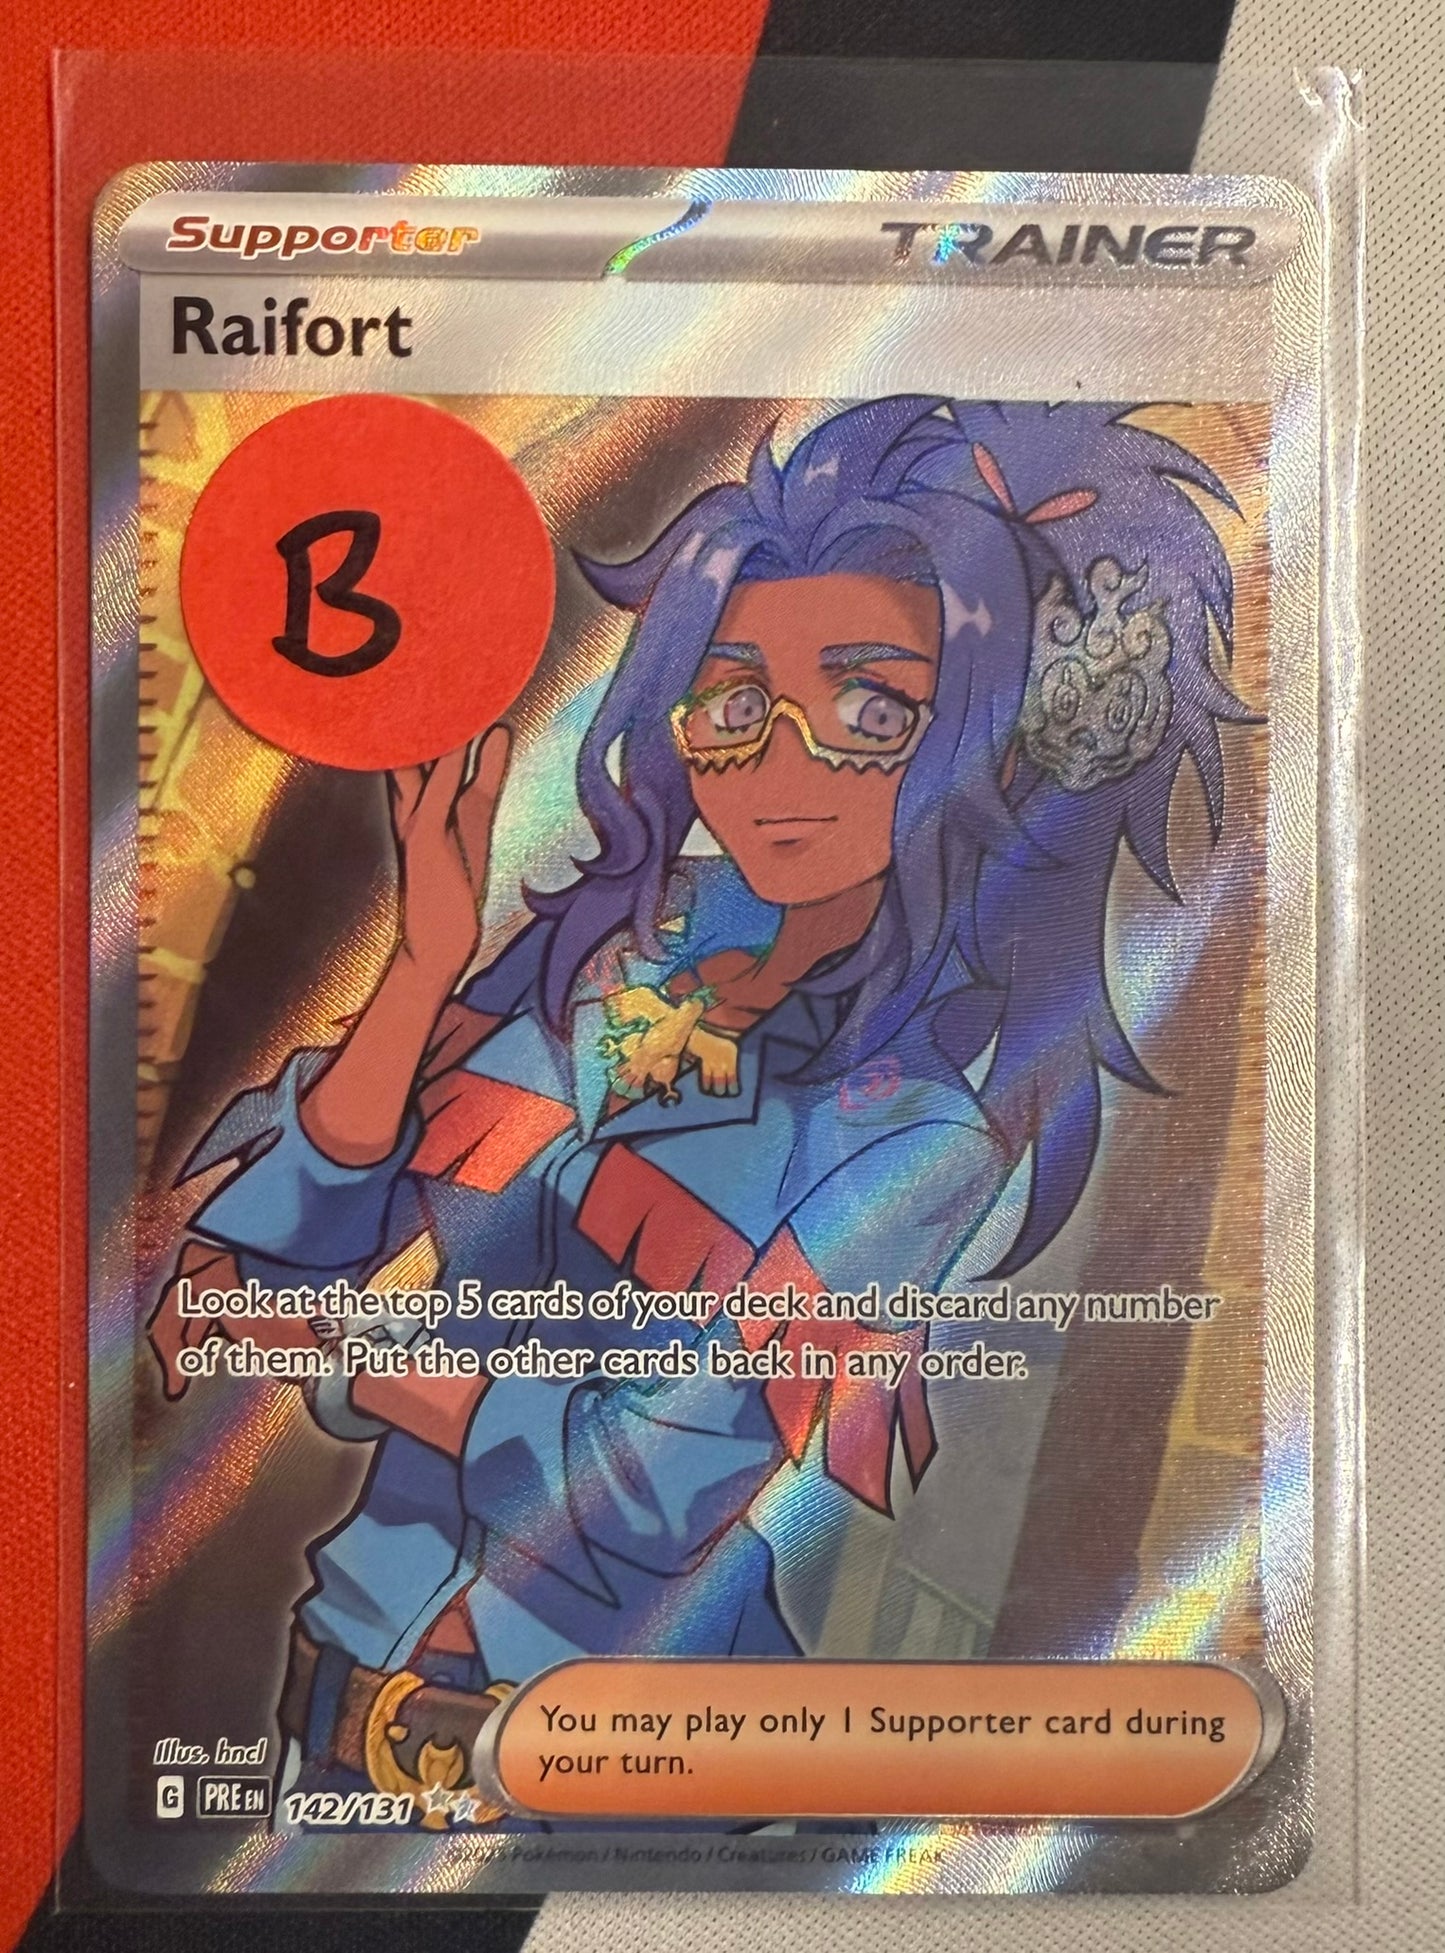 Supporter TRAINER
Raifort
B
Look at the top 5 cards of your deck and discard any number
of them. Put the other cards back in any order.
You may play only 1 Supporter card during
your turn.
Illus. hncl
G PRE EN 142/131
©2025 Pokémon / Nintendo / Creatures / GAME FREAK